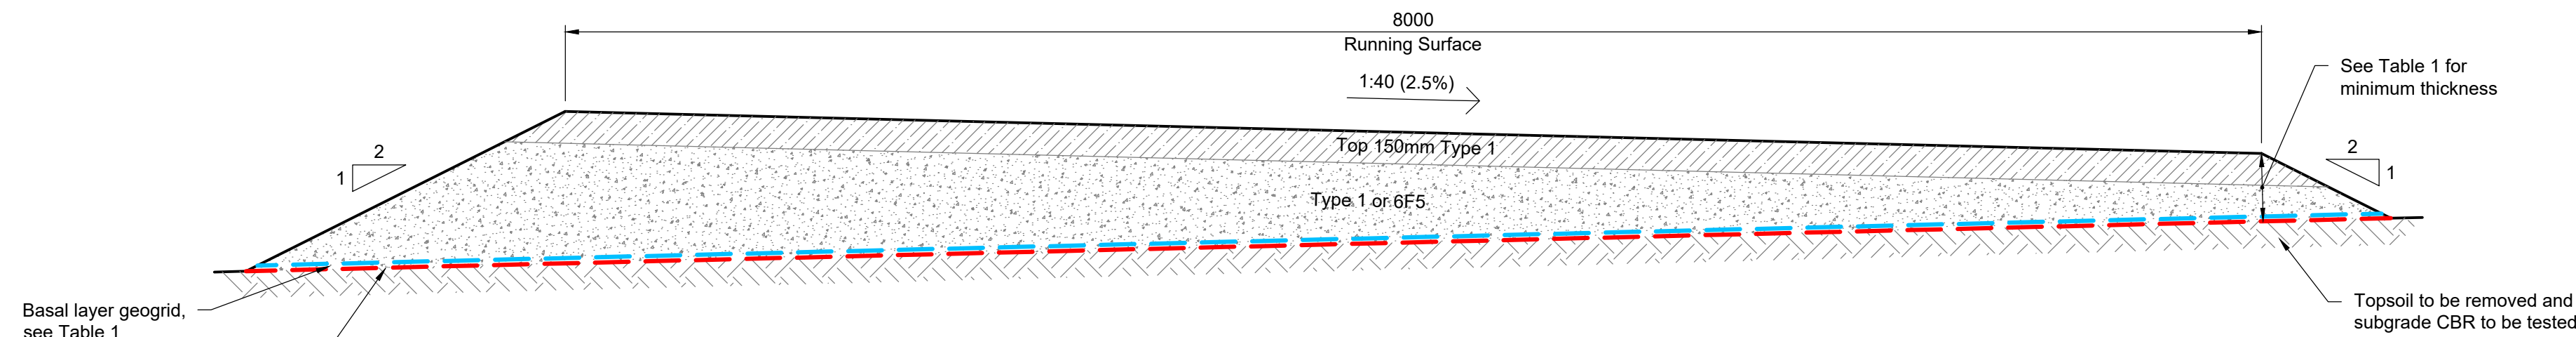 8000
Running Surface
1:40 (2.5%)
See Table 1 for
minimum thickness
2
1
2
1
Top 150mm Type 1
Type 1 or 6F5
Basal layer geogrid,
see Table 1
Topsoil to be removed and
subgrade CBR to be tested